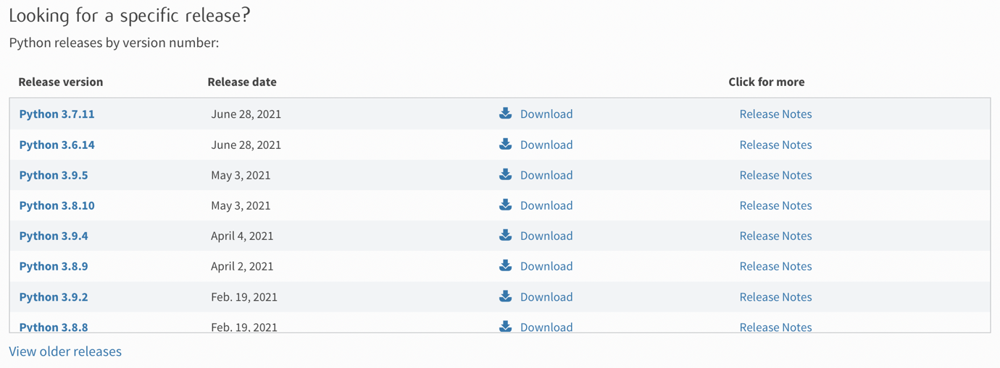 Looking for a specific release?
Python releases by version number:
Release version Release date Click for more
Python 3.7.11 June 28, 2021 Download Release Notes
Python 3.6.14 June 28, 2021 Download Release Notes
Python 3.9.5 May 3, 2021 Download Release Notes
Python 3.8.10 May 3, 2021 Download Release Notes
Python 3.9.4 April 4, 2021 Download Release Notes
Python 3.8.9 April 2, 2021 Download Release Notes
Python 3.9.2 Feb. 19, 2021 Download Release Notes
Python 3.8.8 Feb. 19, 2021 Download Release Notes
View older releases